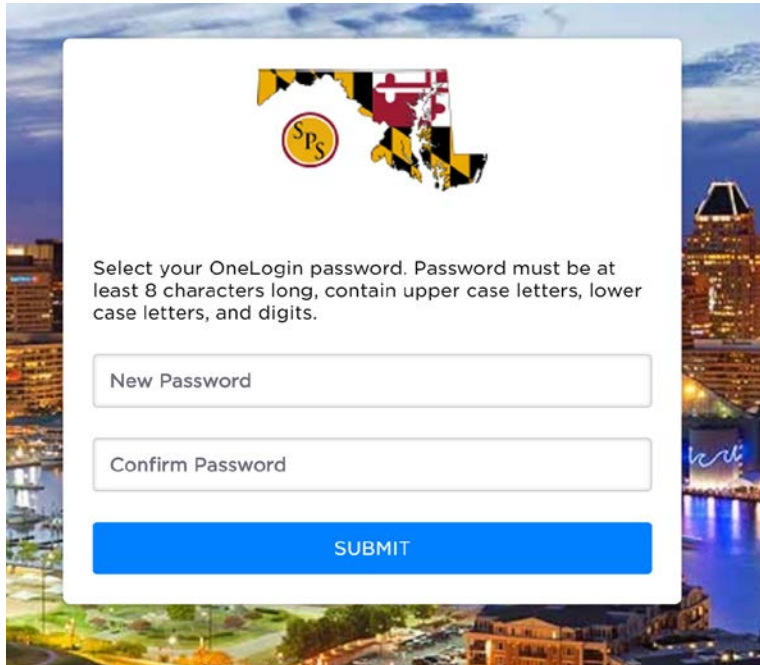 SPS
Select your OneLogin password. Password must be at
least 8 characters long, contain upper case letters, lower
case letters, and digits.
New Password
Confirm Password
SUBMIT